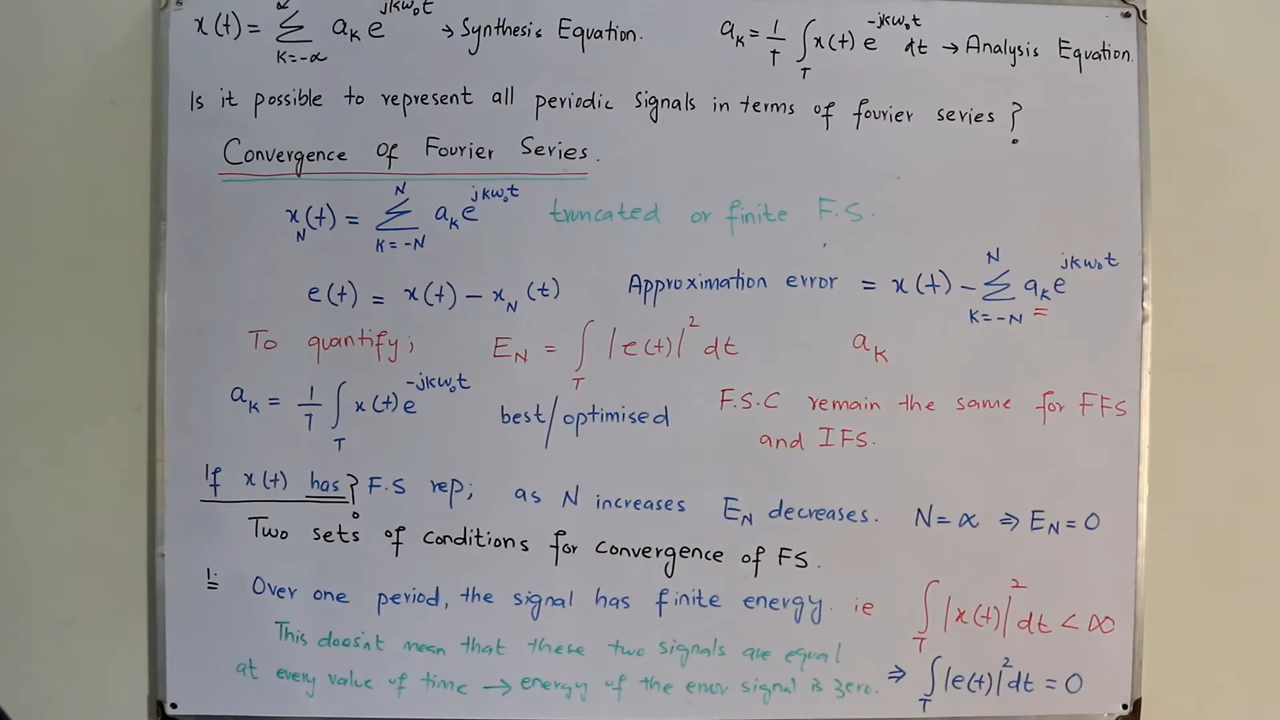 x(t) = ∑_{K=-∝}^{∝} a_K e^{jkω₀t} → Synthesis Equation. a_K = 1/T ∫_T x(t) e^{-jkω₀t} dt → Analysis Equation.
Is it possible to represent all periodic signals in terms of fourier series ?
Convergence of Fourier Series.
x_N(t) = ∑_{K=-N}^{N} a_K e^{jkω₀t} truncated or finite F.S.
e(t) = x(t) - x_N(t) Approximation error = x(t) - ∑_{K=-N}^{N} a_K e^{jkω₀t}
To quantify; E_N = ∫_T |e(t)|² dt a_K
a_K = 1/T ∫_T x(t) e^{-jkω₀t} best/optimised F.S.C remain the same for FFS
and IFS.
If x(t) has ? F.S rep; as N increases E_N decreases. N = ∝ ⇒ E_N = 0
Two sets of conditions for convergence of FS.
1. Over one period, the signal has finite energy. ie ∫_T |x(t)|² dt < ∞
This doesn't mean that these two signals are equal
at every value of time → energy of the error signal is zero. ⇒ ∫_T |e(t)|² dt = 0